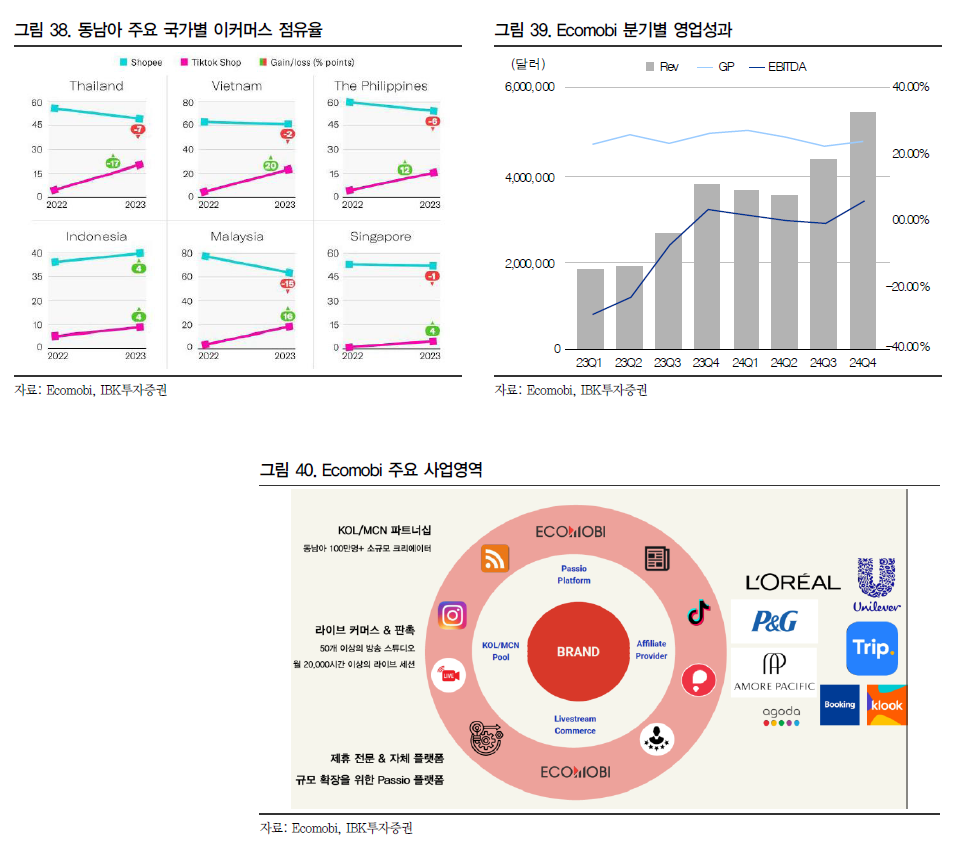 그림 38. 동남아 주요 국가별 이커머스 점유율
Shopee Tiktok Shop Gain/loss (% points)
Thailand
60
45
30
15
0
-7
-17
2022 2023
Vietnam
80
60
40
20
0
-2
20
2022 2023
The Philippines
60
45
30
15
0
-6
12
2022 2023
Indonesia
40
35
20
10
0
4
4
2022 2023
Malaysia
80
60
40
20
0
-15
16
2022 2023
Singapore
60
45
30
15
0
-1
4
2022 2023
자료: Ecomobi, IBK투자증권
그림 39. Ecomobi 분기별 영업성과
(달러)
Rev GP EBITDA
6,000,000
4,000,000
2,000,000
0
40.00%
20.00%
00.00%
-20.00%
-40.00%
23Q1 23Q2 23Q3 23Q4 24Q1 24Q2 24Q3 24Q4
자료: Ecomobi, IBK투자증권
그림 40. Ecomobi 주요 사업영역
KOL/MCN 파트너십
동남아 100만명+ 소규모 크리에이터
라이브 커머스 & 판촉
50개 이상의 방송 스튜디오
월 20,000시간 이상의 라이브 세션
제휴 전문 & 자체 플랫폼
규모 확장을 위한 Passio 플랫폼
ECOMOBI
Passio
Platform
KOL/MCN
Pool
BRAND
Affiliate
Provider
LIVE
Livestream
Commerce
ECOMOBI
L'ORÉAL
Unilever
P&G
Trip.
AMORE PACIFIC
agoda
Booking
klook
자료: Ecomobi, IBK투자증권